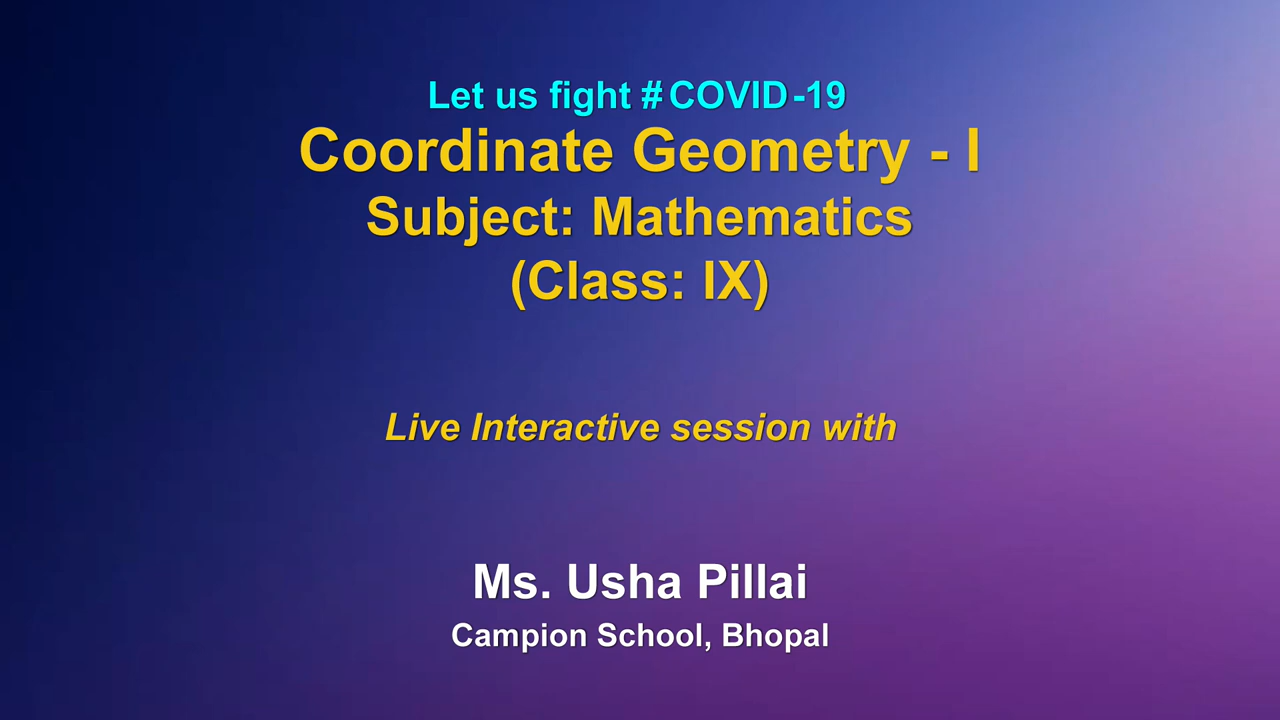 Let us fight #COVID-19
Coordinate Geometry - I
Subject: Mathematics
(Class: IX)
Live Interactive session with
Ms. Usha Pillai
Campion School, Bhopal